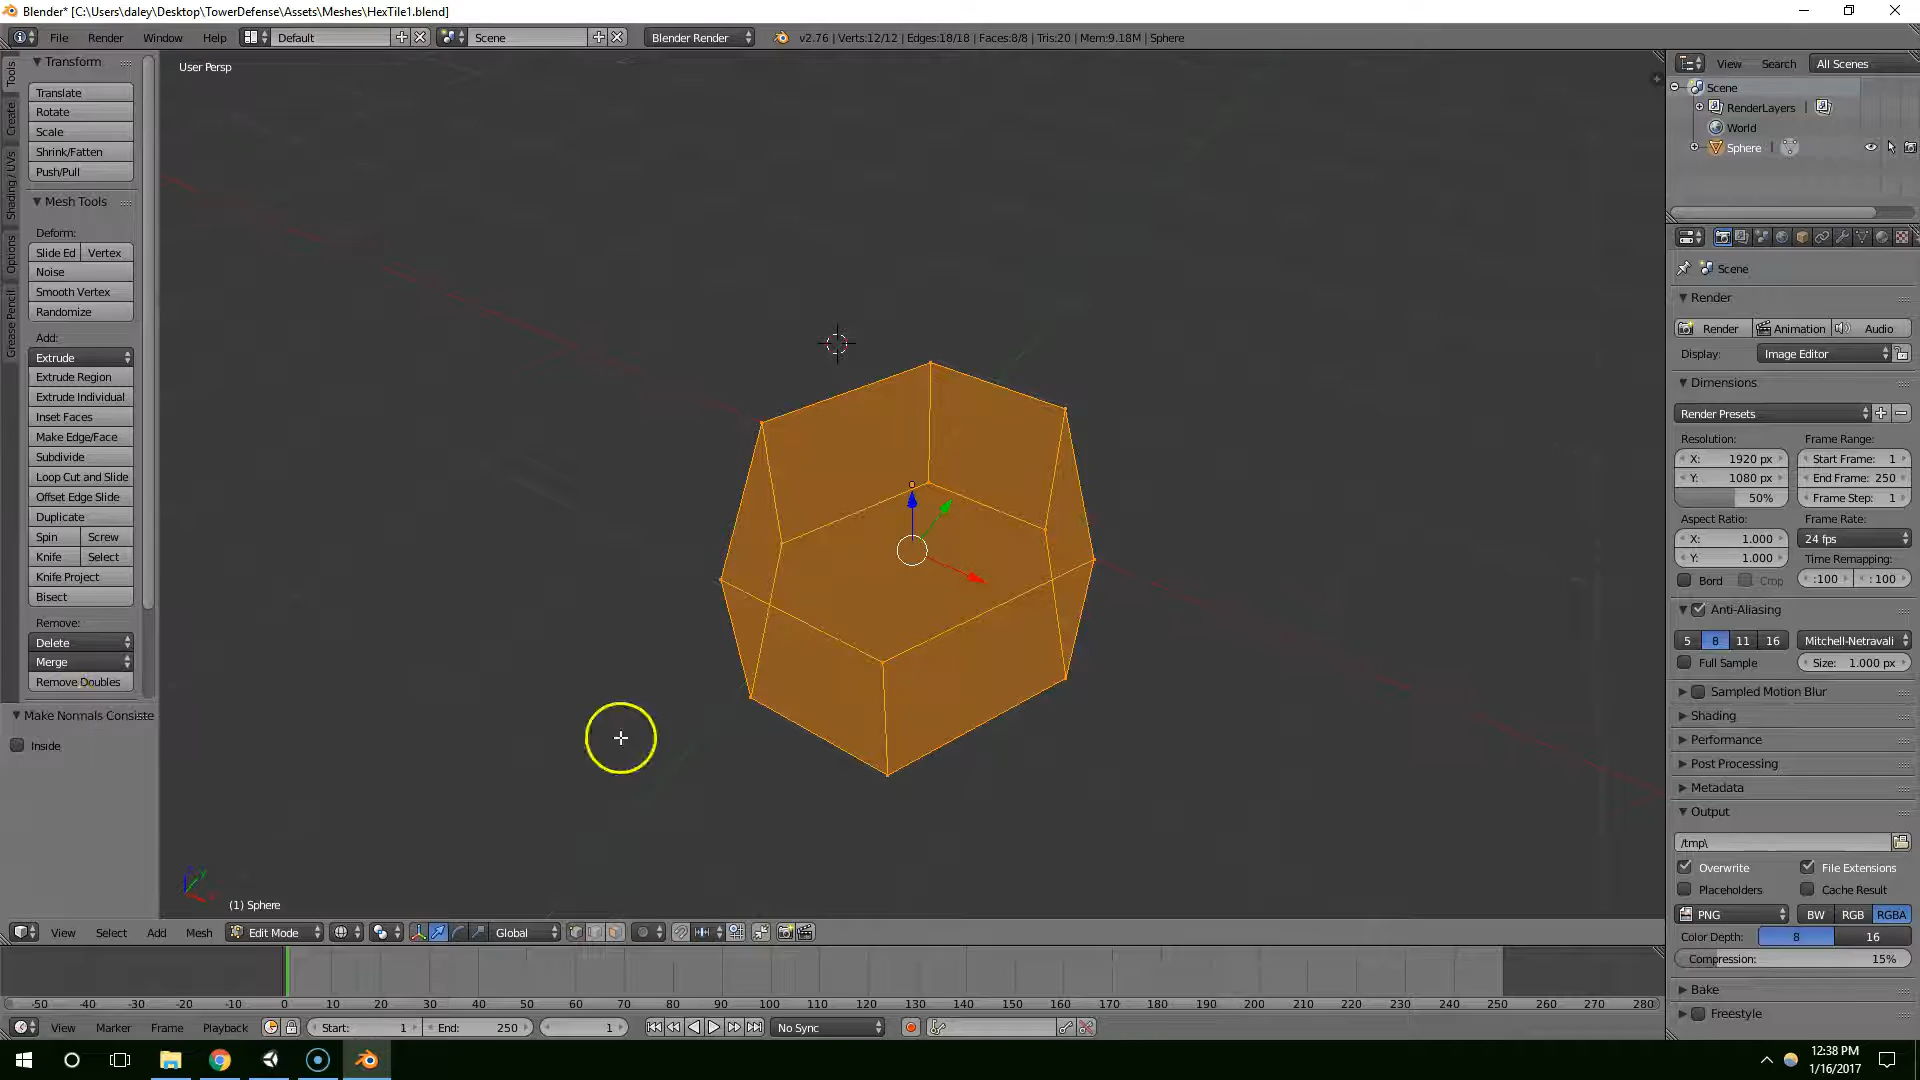 Blender* [C:\Users\daley\Desktop\TowerDefense\Assets\Meshes\HexTile1.blend]
File Render Window Help Default Scene Blender Render v2.76 | Verts:12/12 | Edges:18/18 | Faces:8/8 | Tris:20 | Mem:9.18M | Sphere
Tools
Create
Shading / UVs
Options
Grease Pencil
Transform
Translate
Rotate
Scale
Shrink/Fatten
Push/Pull
Mesh Tools
Deform:
Slide Ed Vertex
Noise
Smooth Vertex
Randomize
Add:
Extrude
Extrude Region
Extrude Individual
Inset Faces
Make Edge/Face
Subdivide
Loop Cut and Slide
Offset Edge Slide
Duplicate
Spin Screw
Knife Select
Knife Project
Bisect
Remove:
Delete
Merge
Remove Doubles
Make Normals Consiste
Inside
User Persp
(1) Sphere
View Select Add Mesh Edit Mode Global
-50 -40 -30 -20 -10 0 10 20 30 40 50 60 70 80 90 100 110 120 130 140 150 160 170 180 190 200 210 220 230 240 250 260 270 280
View Marker Frame Playback Start: 1 End: 250 1 No Sync
View Search All Scenes
Scene
RenderLayers |
World
Sphere |
Scene
Render
Render Animation Audio
Display: Image Editor
Dimensions
Render Presets
Resolution: Frame Range:
X: 1920 px Start Frame: 1
Y: 1080 px End Frame: 250
50% Frame Step: 1
Aspect Ratio: Frame Rate:
X: 1.000 24 fps
Y: 1.000 Time Remapping:
Bord Crop :100 : 100
Anti-Aliasing
5 8 11 16 Mitchell-Netravali
Full Sample Size: 1.000 px
Sampled Motion Blur
Shading
Performance
Post Processing
Metadata
Output
/tmp\
Overwrite File Extensions
Placeholders Cache Result
PNG BW RGB RGBA
Color Depth: 8 16
Compression: 15%
Bake
Freestyle
12:38 PM
1/16/2017